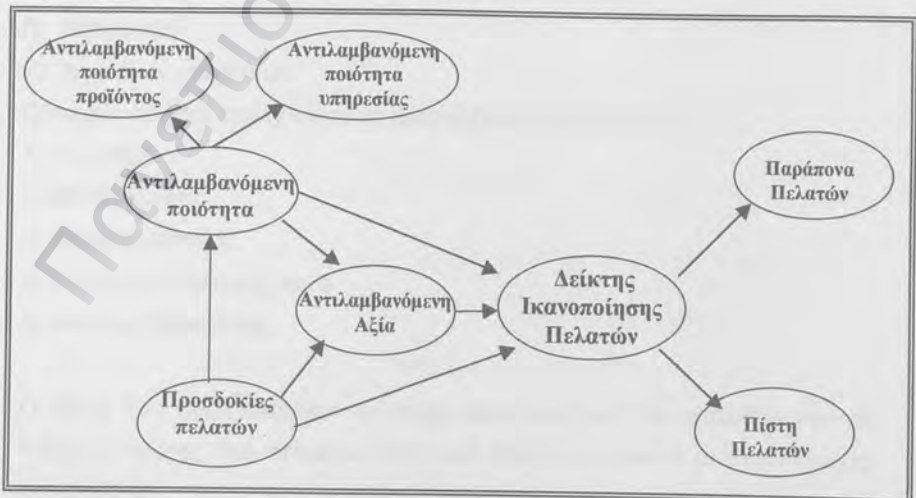 Αντιλαμβανόμενη
ποιότητα
προϊόντος
Αντιλαμβανόμενη
ποιότητα
υπηρεσίας
Αντιλαμβανόμενη
ποιότητα
Παράπονα
Πελατών
Αντιλαμβανόμενη
Αξία
Δείκτης
Ικανοποίησης
Πελατών
Προσδοκίες
πελατών
Πίστη
Πελατών